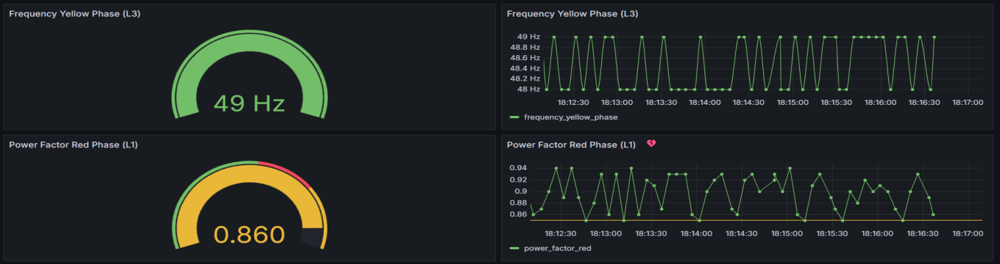 Frequency Yellow Phase (L3)
49 Hz
Frequency Yellow Phase (L3)
49 Hz
48.8 Hz
48.6 Hz
48.4 Hz
48.2 Hz
48 Hz
18:12:30 18:13:00 18:13:30 18:14:00 18:14:30 18:15:00 18:15:30 18:16:00 18:16:30 18:17:00
frequency_yellow_phase
Power Factor Red Phase (L1)
0.860
Power Factor Red Phase (L1)
0.94
0.92
0.9
0.88
0.86
18:12:30 18:13:00 18:13:30 18:14:00 18:14:30 18:15:00 18:15:30 18:16:00 18:16:30 18:17:00
power_factor_red